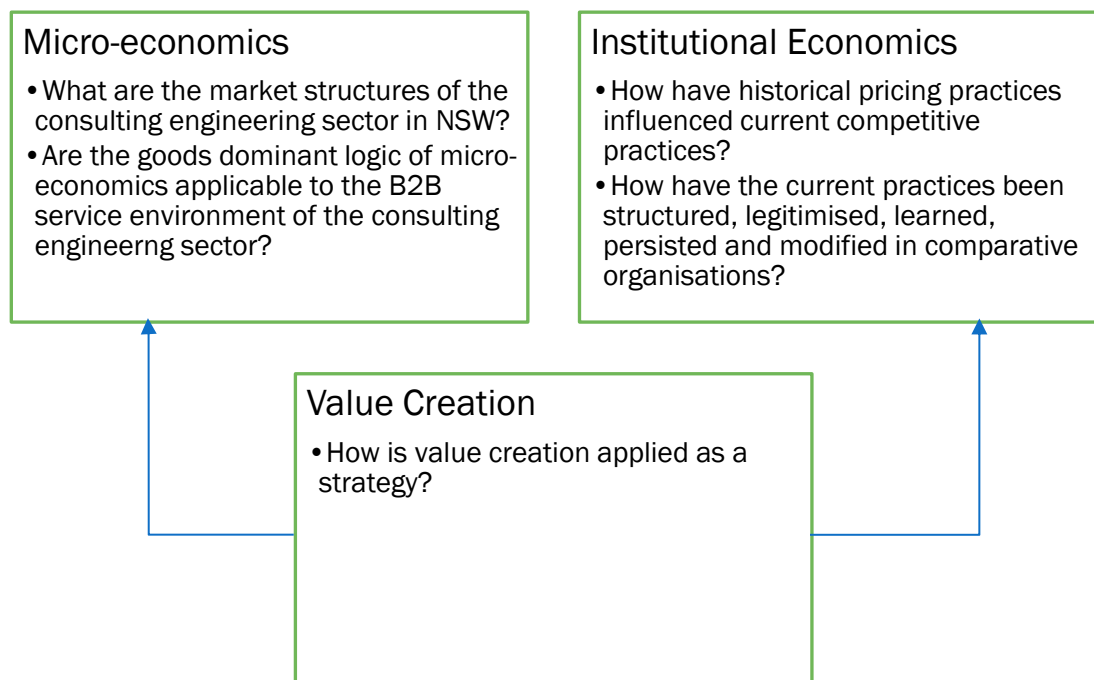 Micro-economics
•What are the market structures of the
consulting engineering sector in NSW?
•Are the goods dominant logic of micro-
economics applicable to the B2B
service environment of the consulting
engineerng sector?
Institutional Economics
•How have historical pricing practices
influenced current competitive
practices?
•How have the current practices been
structured, legitimised, learned,
persisted and modified in comparative
organisations?
Value Creation
•How is value creation applied as a
strategy?